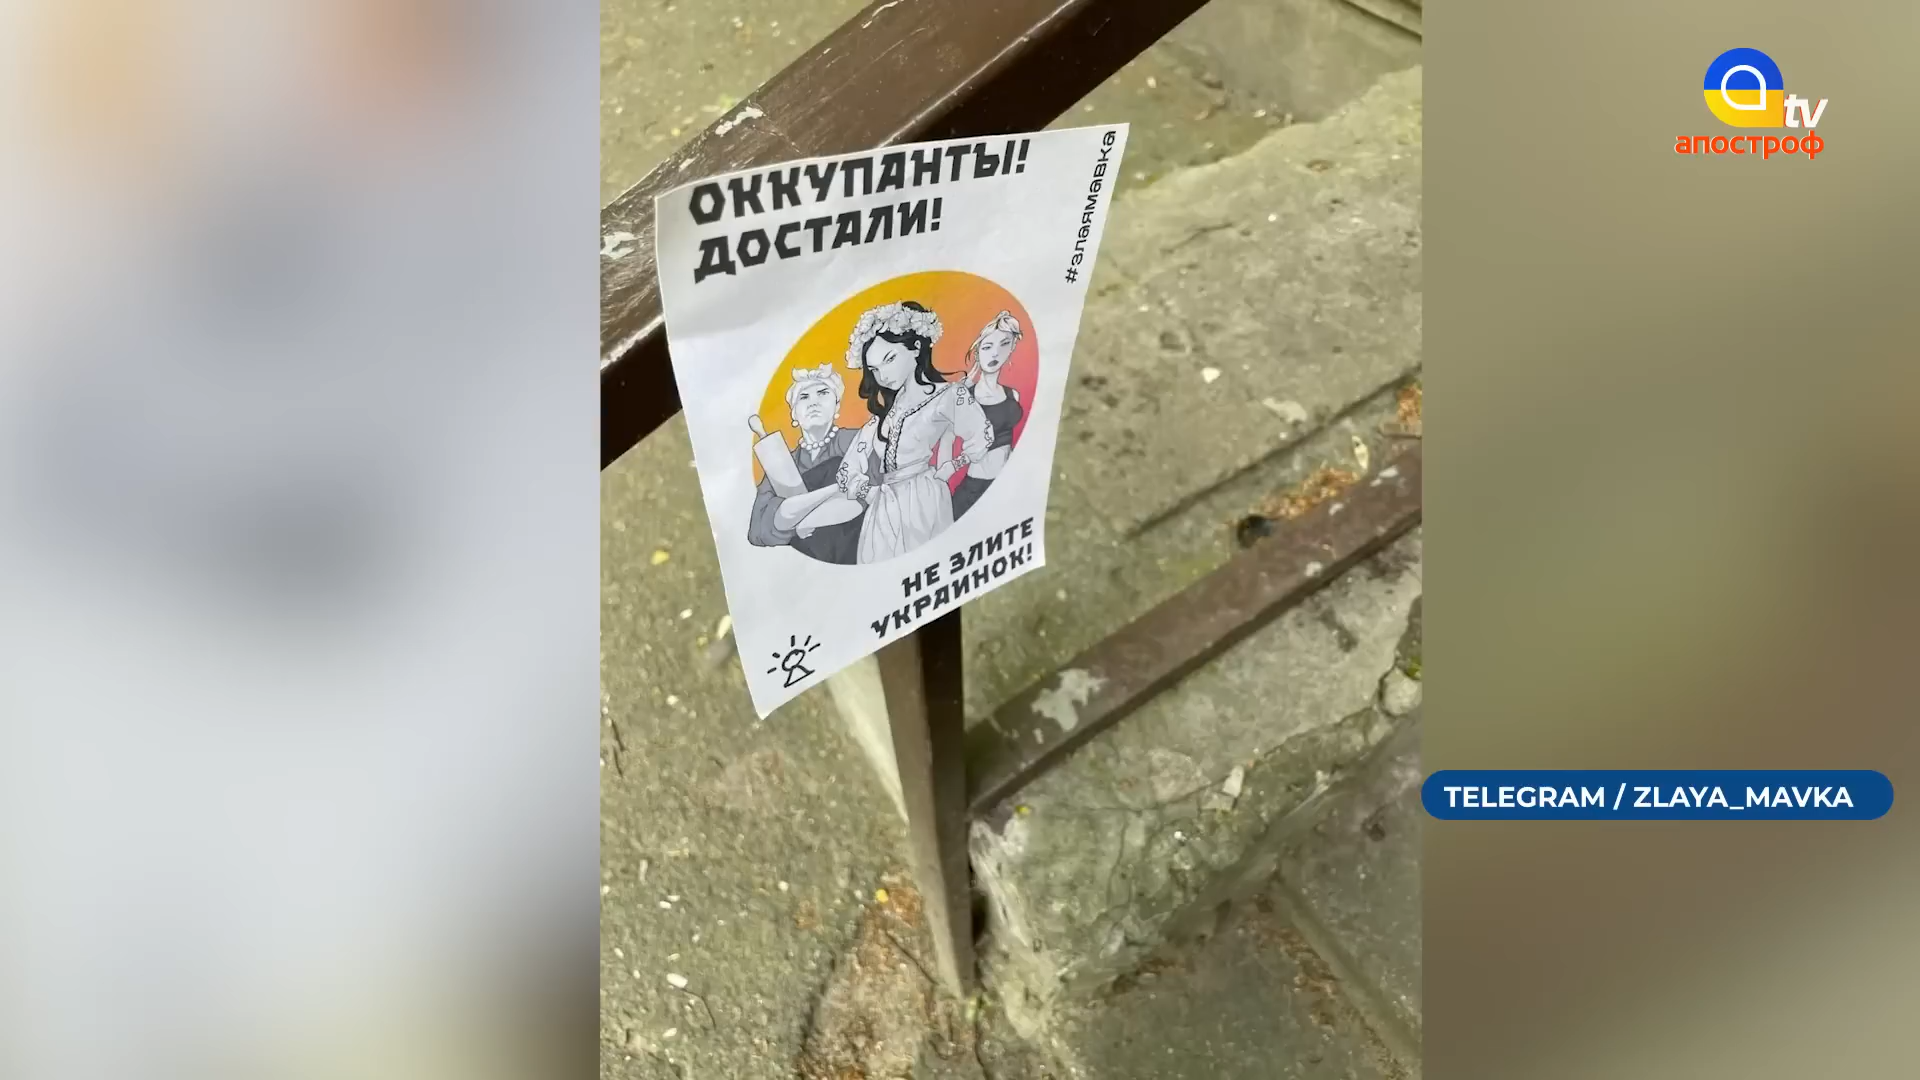 ОККУПАНТЫ!
ДОСТАЛИ!
#злаямавка
НЕ ЗЛИТЕ
УКРАИНОК!
tv
апостроф
TELEGRAM / ZLAYA_MAVKA